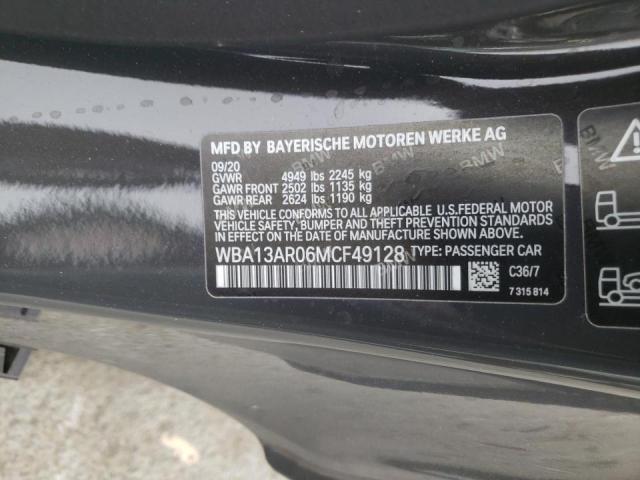 MFD BY BAYERISCHE MOTOREN WERKE AG
09/20
GVWR 4949 lbs 2245 kg
GAWR FRONT 2502 lbs 1135 kg
GAWR REAR 2624 lbs 1190 kg
THIS VEHICLE CONFORMS TO ALL APPLICABLE U.S.FEDERAL MOTOR
VEHICLE SAFETY, BUMPER AND THEFT PREVENTION STANDARDS
IN EFFECT ON THE DATE OF MANUFACTURE SHOWN ABOVE.
WBA13AR06MCF49128 TYPE: PASSENGER CAR
C36/7
7 315 814